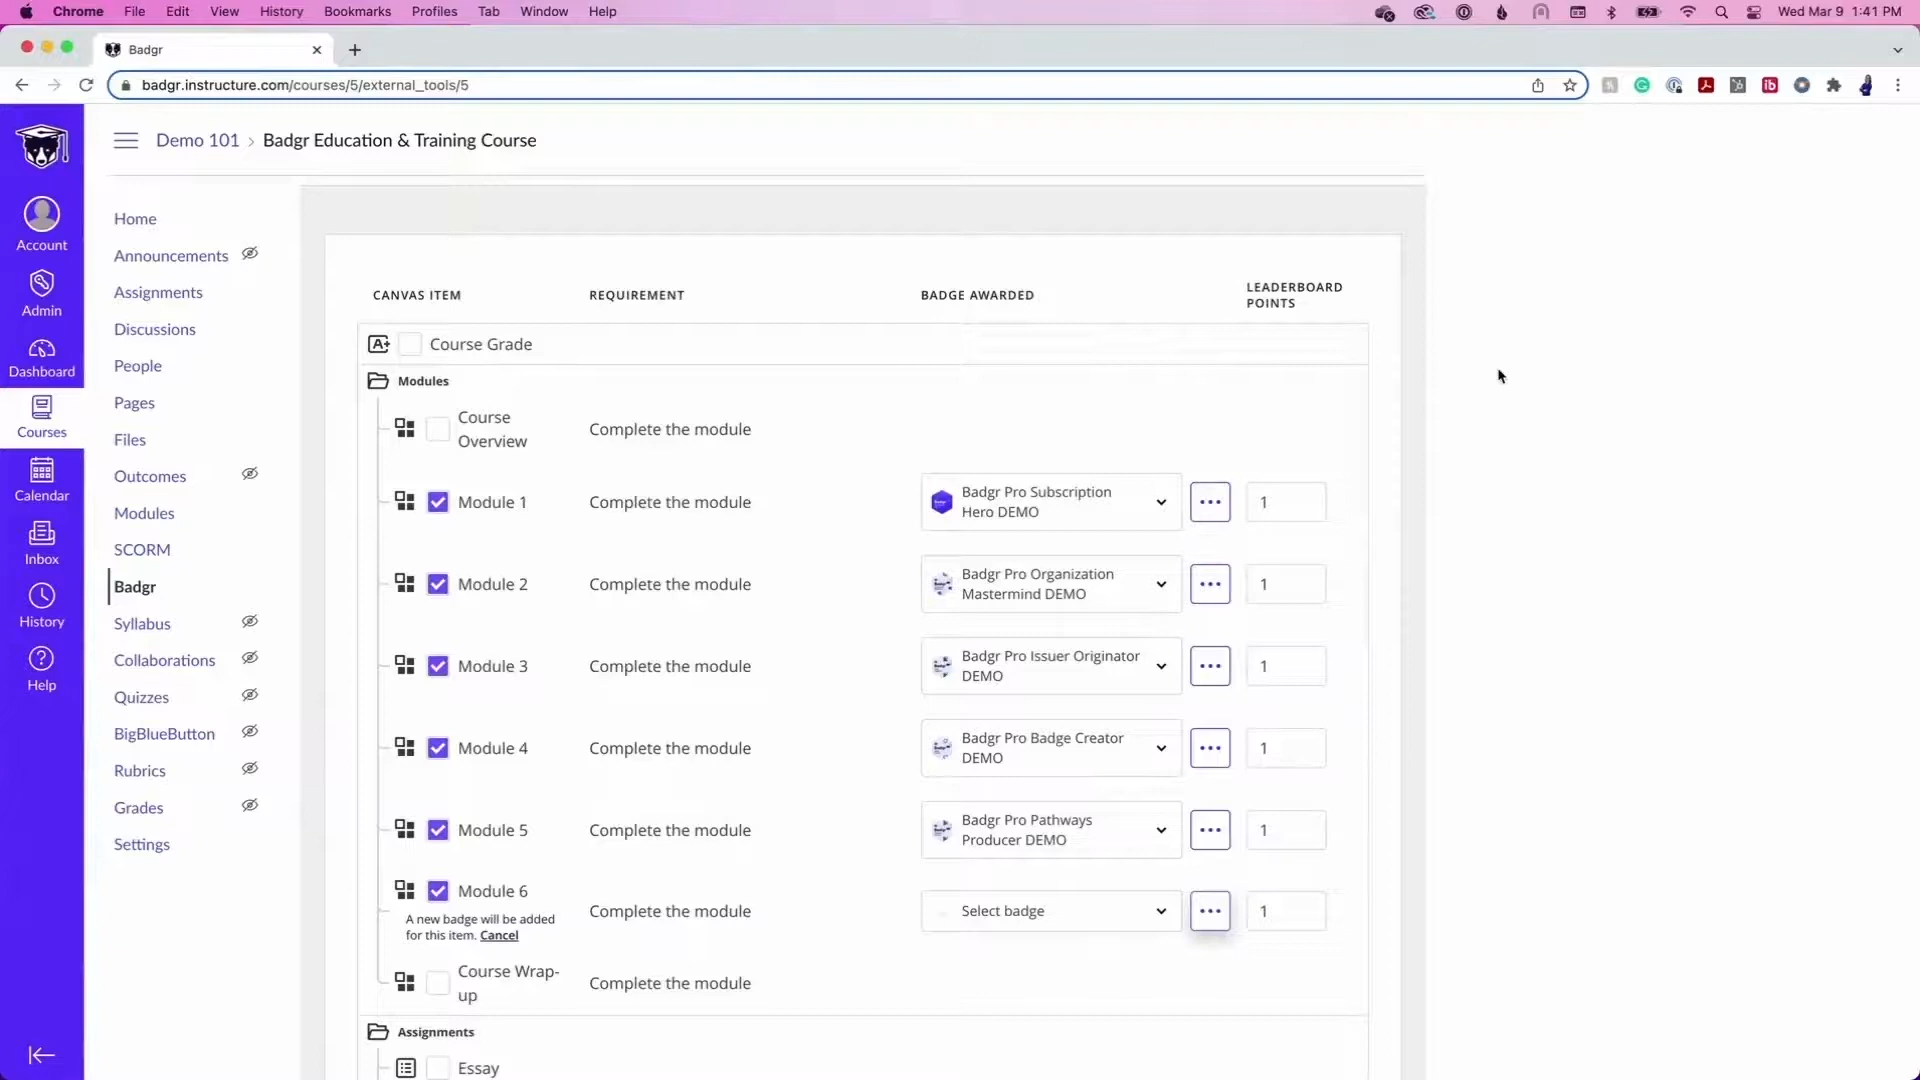 Chrome File Edit View History Bookmarks Profiles Tab Window Help Wed Mar 9 1:41 PM
Badgr
badgr.instructure.com/courses/5/external_tools/5
Demo 101 › Badgr Education & Training Course
Account
Admin
Dashboard
Courses
Calendar
Inbox
History
Help
Home
Announcements
Assignments
Discussions
People
Pages
Files
Outcomes
Modules
SCORM
Badgr
Syllabus
Collaborations
Quizzes
BigBlueButton
Rubrics
Grades
Settings
CANVAS ITEM REQUIREMENT BADGE AWARDED LEADERBOARD
POINTS
A+ Course Grade
Modules
Course
Overview
Complete the module
Module 1 Complete the module Badgr Pro Subscription
Hero DEMO
1
Module 2 Complete the module Badgr Pro Organization
Mastermind DEMO
1
Module 3 Complete the module Badgr Pro Issuer Originator
DEMO
1
Module 4 Complete the module Badgr Pro Badge Creator
DEMO
1
Module 5 Complete the module Badgr Pro Pathways
Producer DEMO
1
Module 6
A new badge will be added
for this item. Cancel
Complete the module Select badge 1
Course Wrap-
up
Complete the module
Assignments
Essay